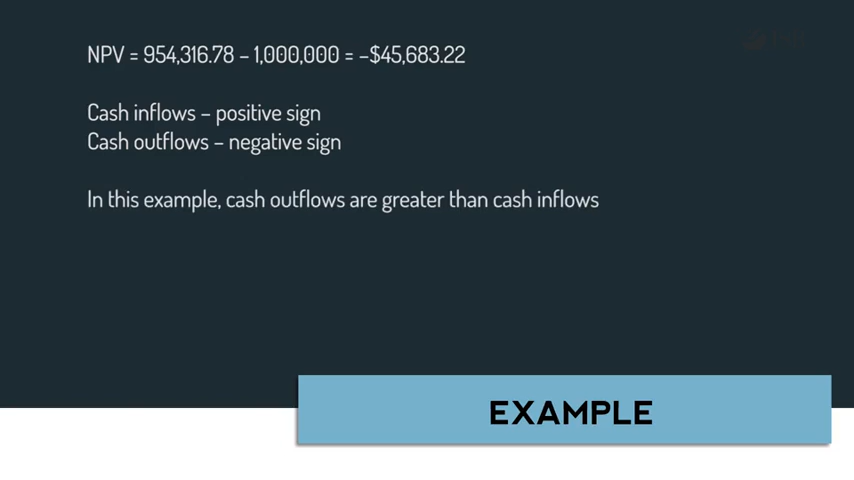 NPV = 954,316.78 – 1,000,000 = –$45,683.22
Cash inflows – positive sign
Cash outflows – negative sign
In this example, cash outflows are greater than cash inflows
EXAMPLE